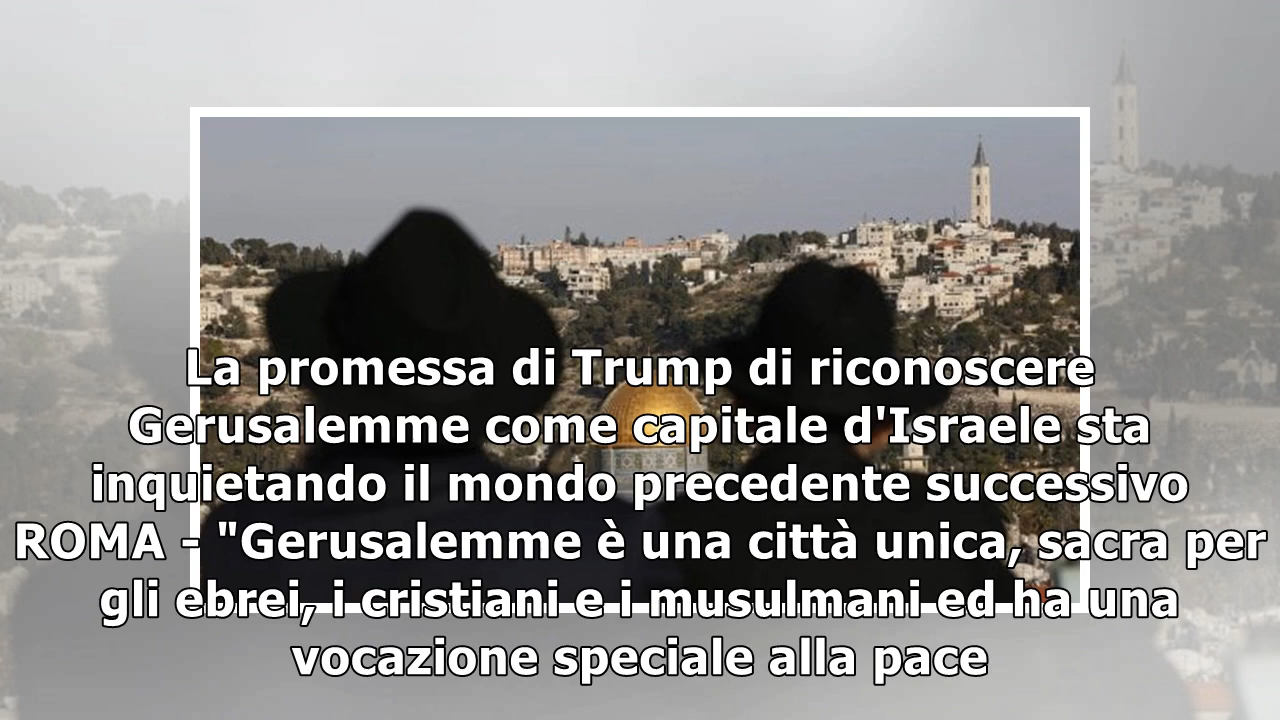 La promessa di Trump di riconoscere
Gerusalemme come capitale d'Israele sta
inquietando il mondo precedente successivo
ROMA - "Gerusalemme è una città unica, sacra per
gli ebrei, i cristiani e i musulmani ed ha una
vocazione speciale alla pace